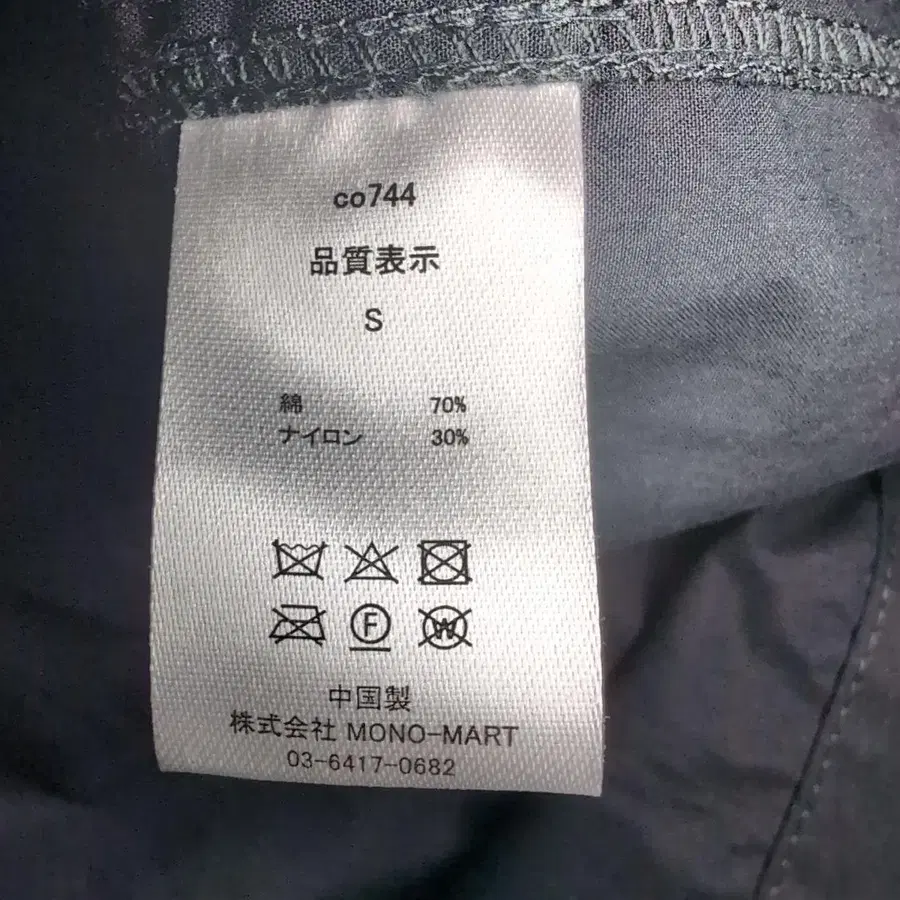 co744
品質表示
S
綿 70%
ナイロン 30%
F W
中国製
株式会社 MONO-MART
03-6417-0682